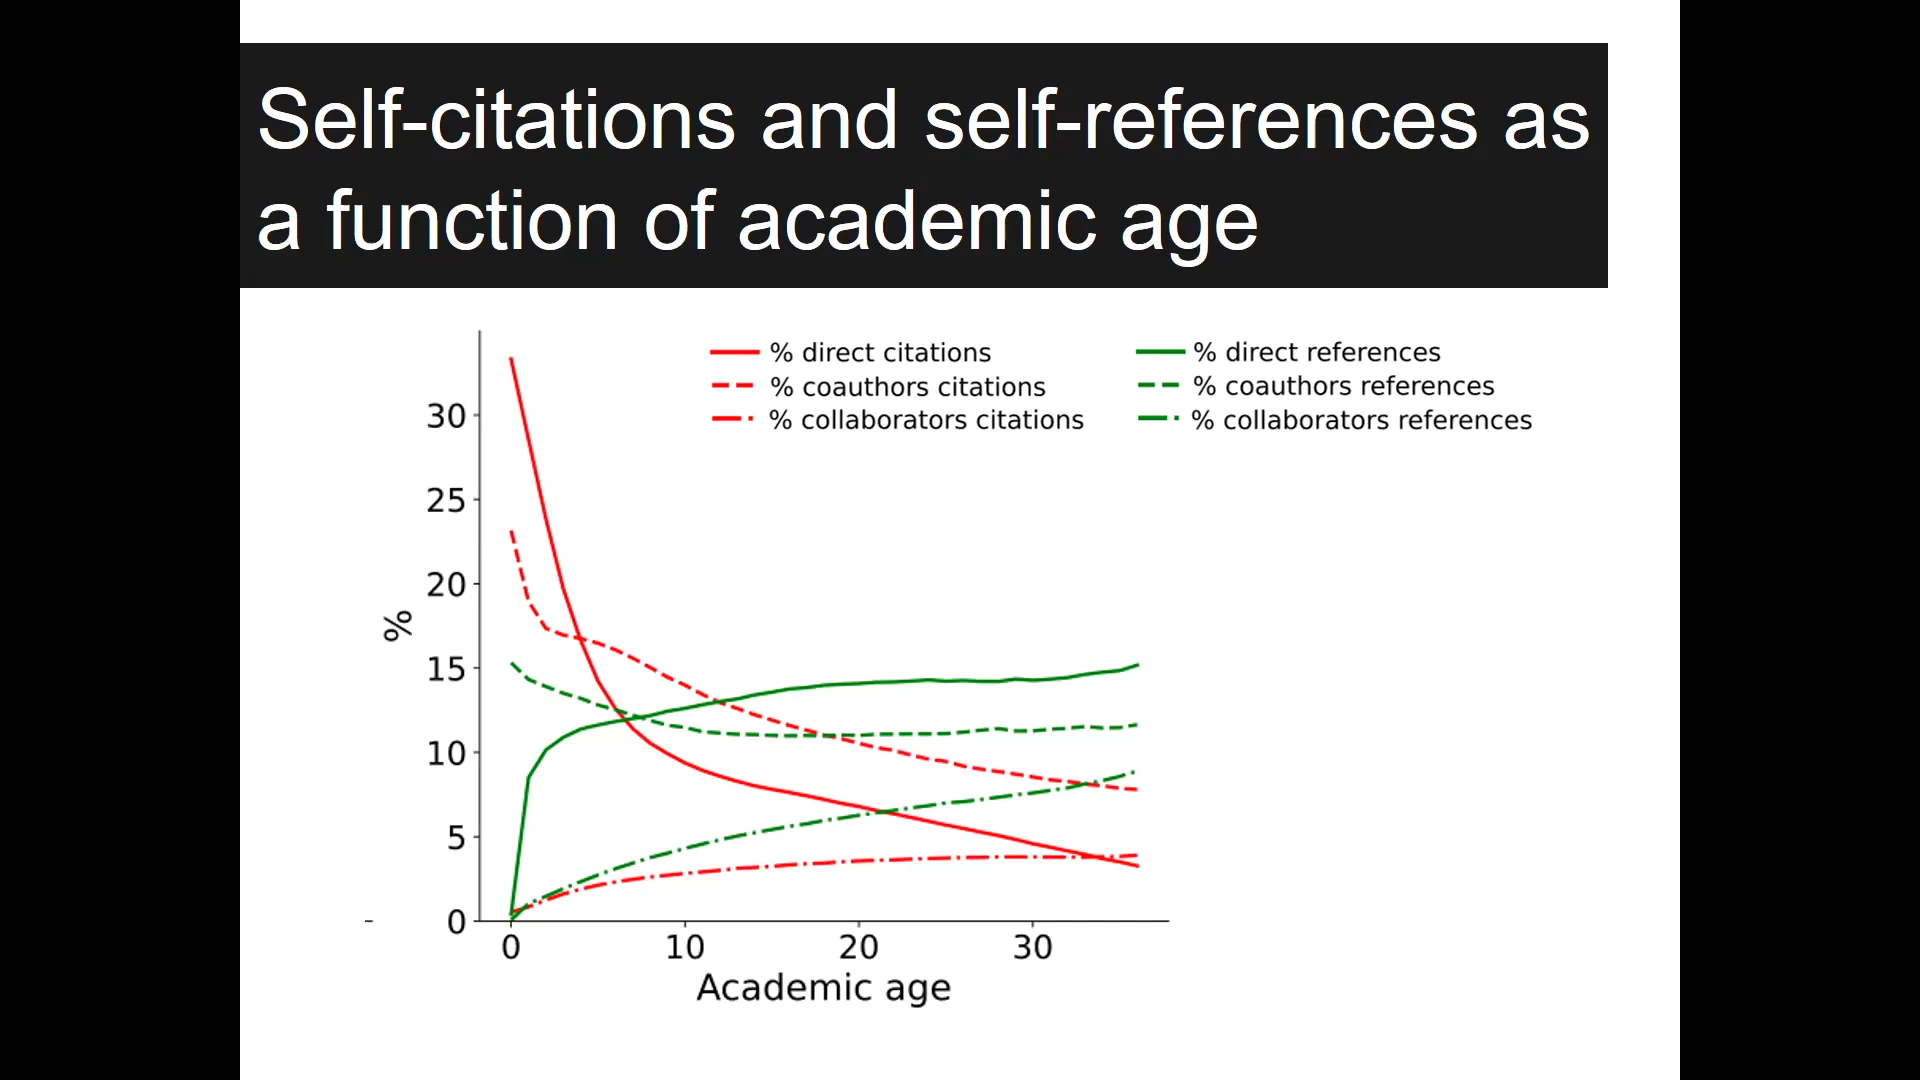 Self-citations and self-references as
a function of academic age
% direct citations
% coauthors citations
% collaborators citations
% direct references
% coauthors references
% collaborators references
%
30
25
20
15
10
5
0
0 10 20 30
Academic age